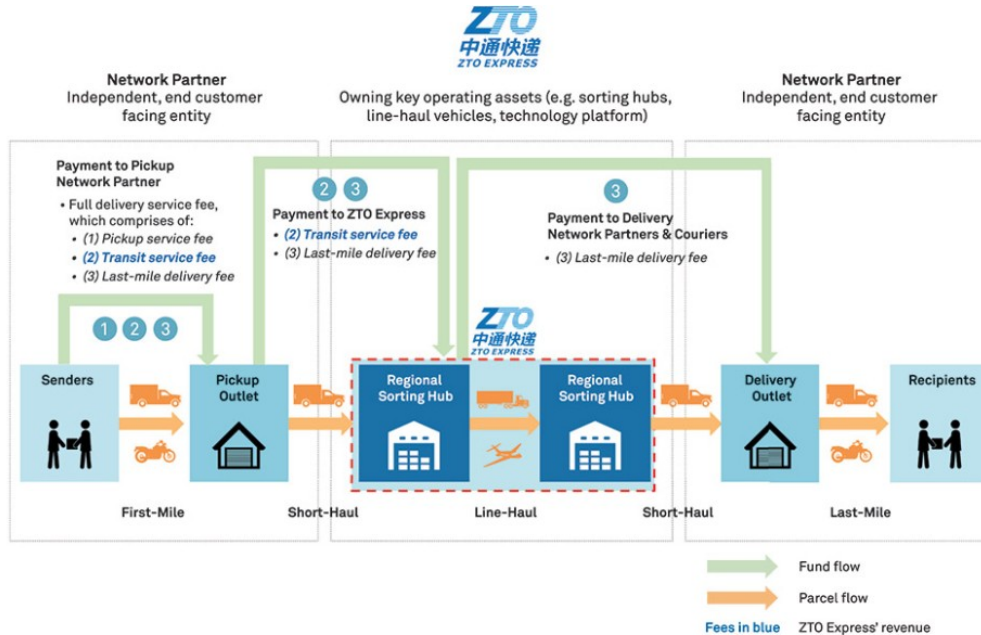 ZTO
中通快递
ZTO EXPRESS
Network Partner
Independent, end customer
facing entity
Owning key operating assets (e.g. sorting hubs,
line-haul vehicles, technology platform)
Network Partner
Independent, end customer
facing entity
Payment to Pickup
Network Partner
• Full delivery service fee,
which comprises of:
• (1) Pickup service fee
• (2) Transit service fee
• (3) Last-mile delivery fee
1 2 3
2 3
Payment to ZTO Express
• (2) Transit service fee
• (3) Last-mile delivery fee
3
Payment to Delivery
Network Partners & Couriers
• (3) Last-mile delivery fee
ZTO
中通快递
ZTO EXPRESS
Senders
Pickup
Outlet
Regional
Sorting Hub
Regional
Sorting Hub
Delivery
Outlet
Recipients
First-Mile
Short-Haul
Line-Haul
Short-Haul
Last-Mile
Fund flow
Parcel flow
Fees in blue ZTO Express' revenue